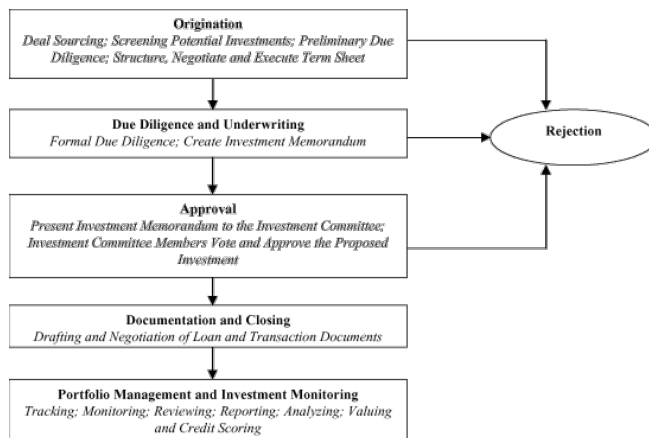 Origination
Deal Sourcing; Screening Potential Investments; Preliminary Due
Diligence; Structure, Negotiate and Execute Term Sheet
Due Diligence and Underwriting
Formal Due Diligence; Create Investment Memorandum
Rejection
Approval
Present Investment Memorandum to the Investment Committee;
Investment Committee Members Vote and Approve the Proposed
Investment
Documentation and Closing
Drafting and Negotiation of Loan and Transaction Documents
Portfolio Management and Investment Monitoring
Tracking; Monitoring; Reviewing; Reporting; Analyzing; Valuing
and Credit Scoring